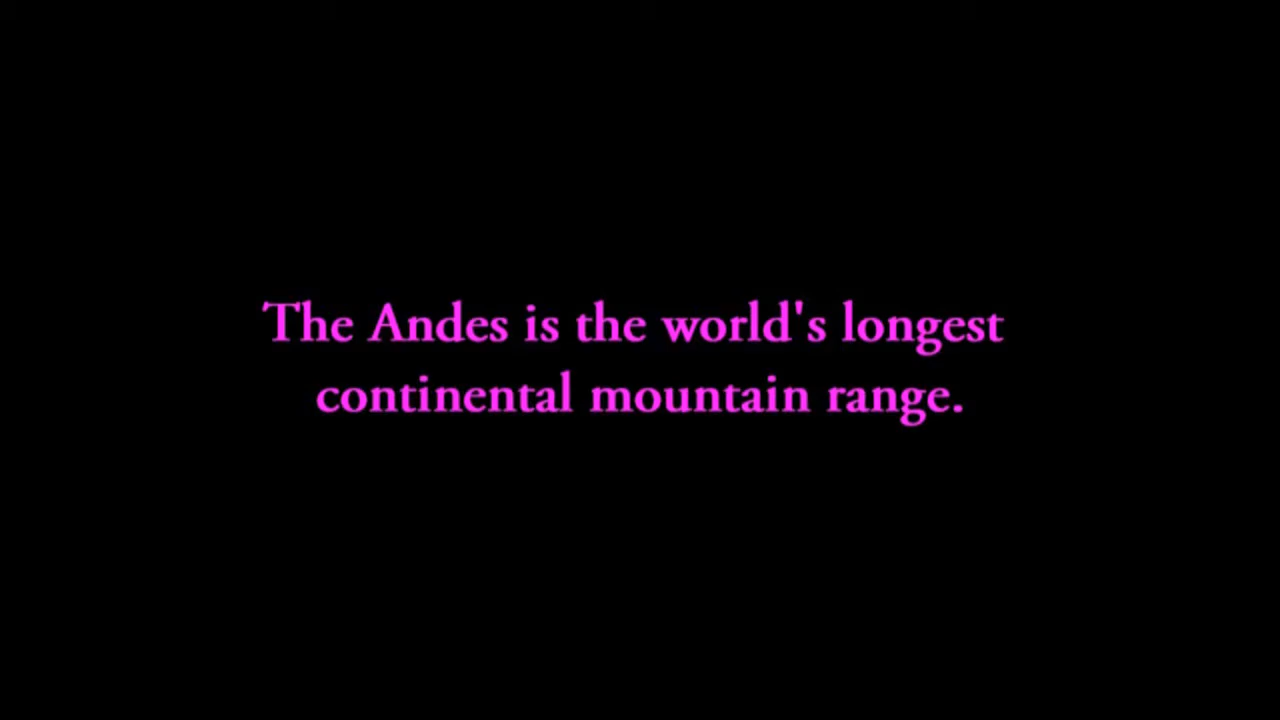 The Andes is the world's longest
continental mountain range.